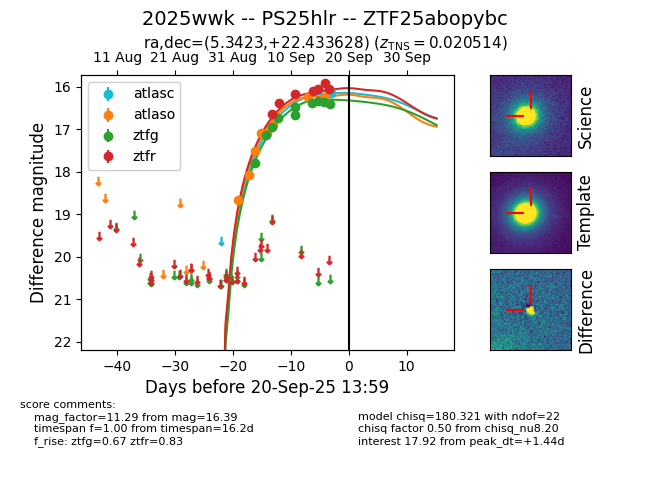 2025wwk -- PS25hlr -- ZTF25abopybc
ra,dec=(5.3423,+22.433628) (z_TNS = 0.020514)
11 Aug 21 Aug 31 Aug 10 Sep 20 Sep 30 Sep
atlasc
atlaso
ztfg
ztfr
Difference magnitude
16
17
18
19
20
21
22
−40 −30 −20 −10 0 10
Days before 20-Sep-25 13:59
Science
Template
Difference
score comments:
mag_factor=11.29 from mag=16.39
timespan f=1.00 from timespan=16.2d
f_rise: ztfg=0.67 ztfr=0.83
model chisq=180.321 with ndof=22
chisq factor 0.50 from chisq_nu8.20
interest 17.92 from peak_dt=+1.44d